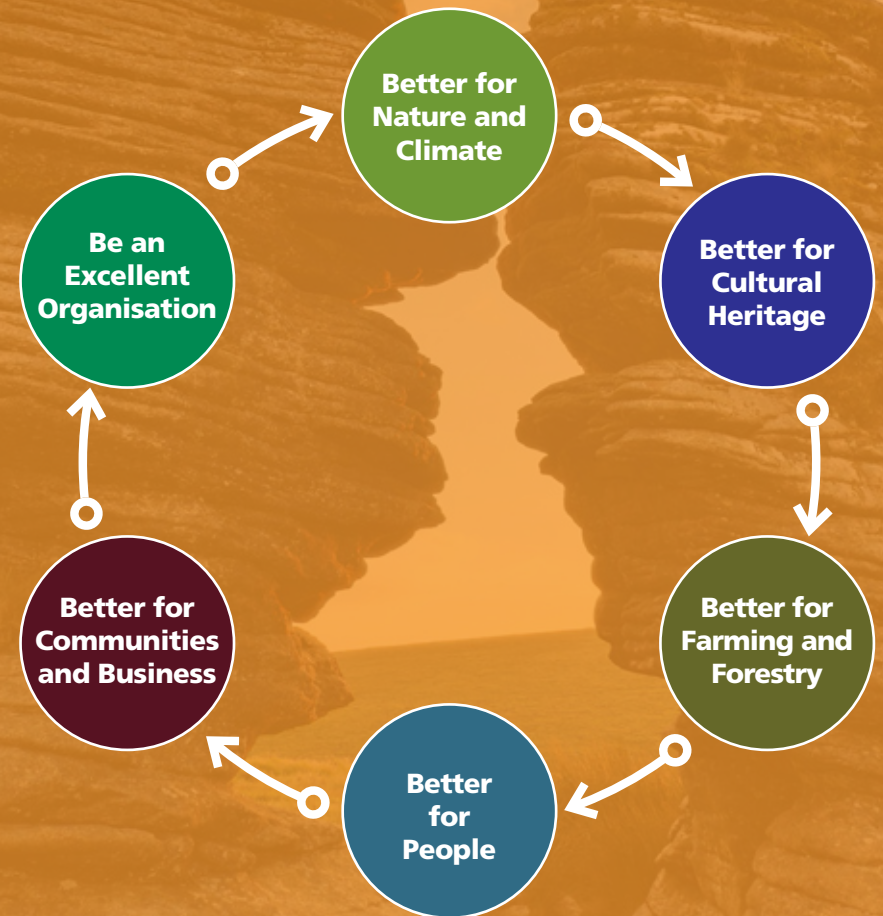 Better for
Nature and
Climate
Better for
Cultural
Heritage
Better for
Farming and
Forestry
Better
for
People
Better for
Communities
and Business
Be an
Excellent
Organisation